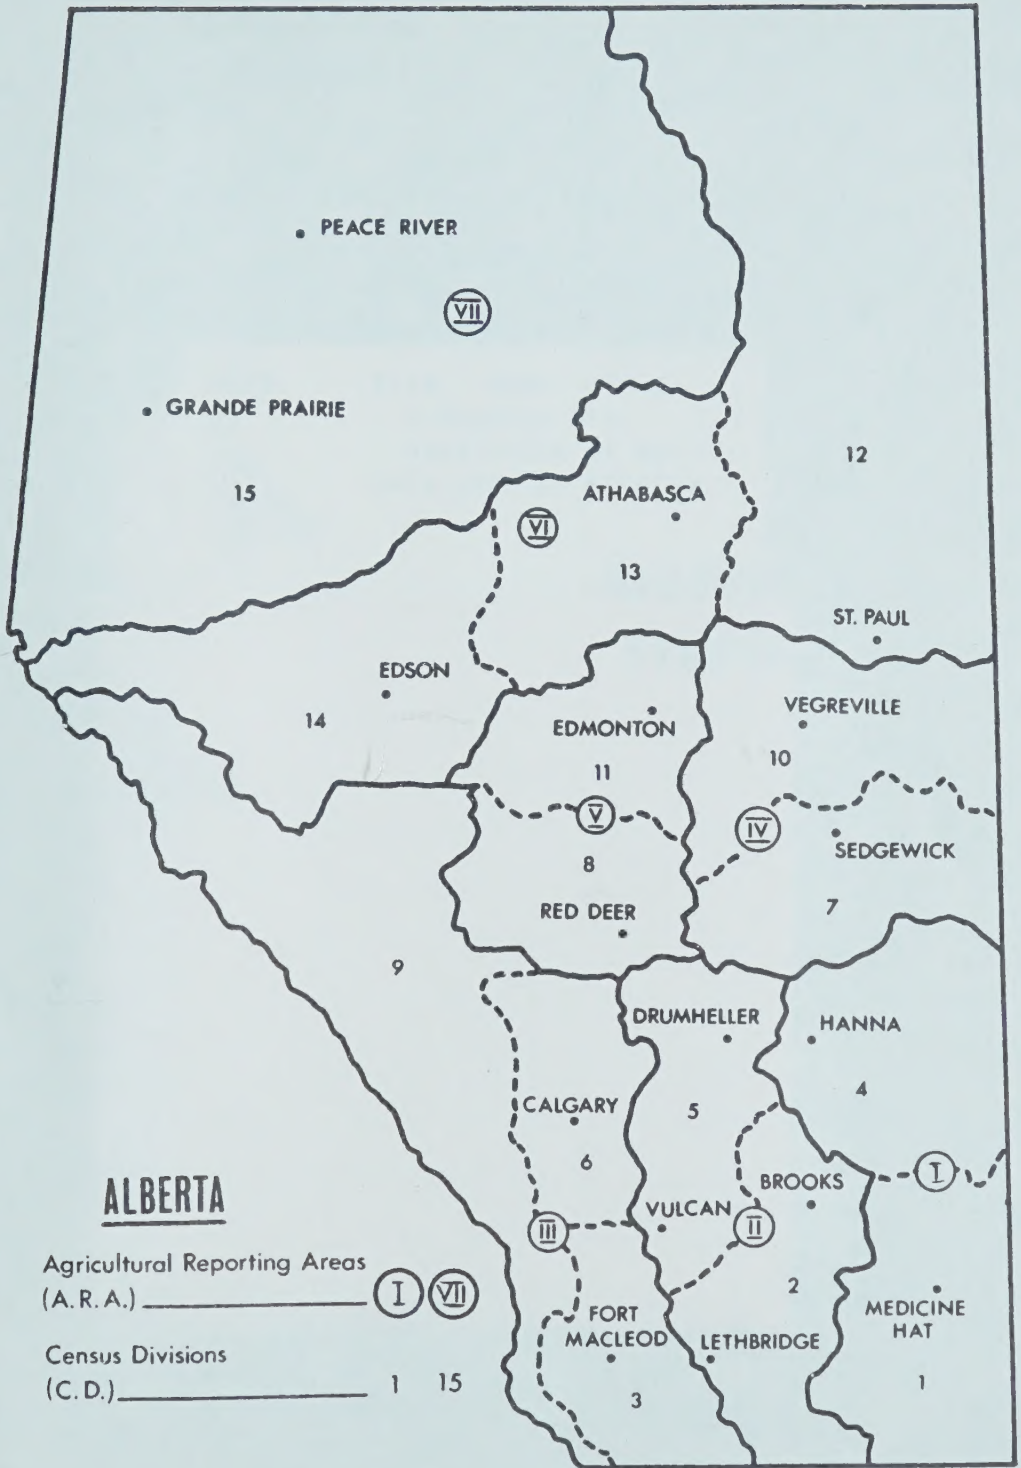 PEACE RIVER
VII
GRANDE PRAIRIE
15
12
ATHABASCA
VI
13
ST. PAUL
EDSON
14
VEGREVILLE
EDMONTON
10
11
V
IV
SEDGEWICK
8
7
RED DEER
9
DRUMHELLER
HANNA
4
CALGARY
5
6
I
BROOKS
VULCAN
II
III
2
FORT
MACLEOD
LETHBRIDGE
MEDICINE
HAT
3
1
ALBERTA
Agricultural Reporting Areas
(A.R.A.) I VII
Census Divisions
(C.D.) 1 15